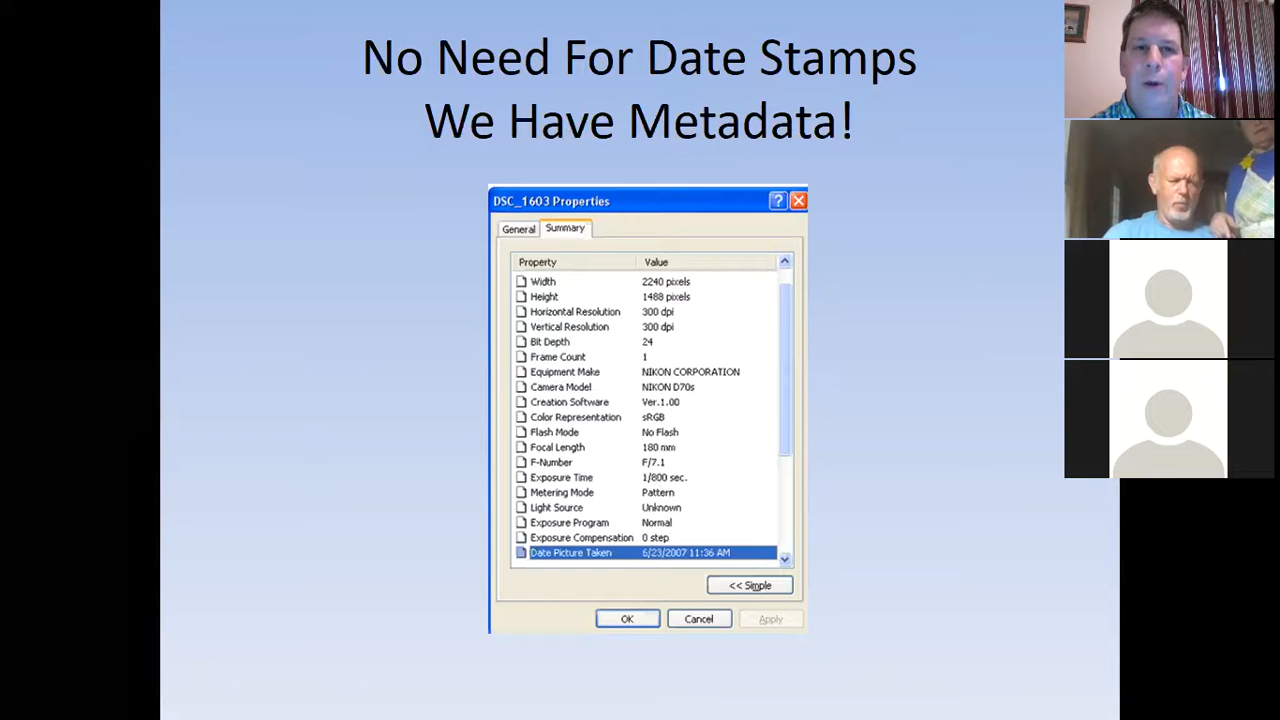 No Need For Date Stamps
We Have Metadata!
DSC_1603 Properties
General Summary
Property Value
Width 2240 pixels
Height 1488 pixels
Horizontal Resolution 300 dpi
Vertical Resolution 300 dpi
Bit Depth 24
Frame Count 1
Equipment Make NIKON CORPORATION
Camera Model NIKON D70s
Creation Software Ver.1.00
Color Representation sRGB
Flash Mode No Flash
Focal Length 180 mm
F-Number F/7.1
Exposure Time 1/800 sec.
Metering Mode Pattern
Light Source Unknown
Exposure Program Normal
Exposure Compensation 0 step
Date Picture Taken 6/23/2007 11:36 AM
<< Simple
OK Cancel Apply